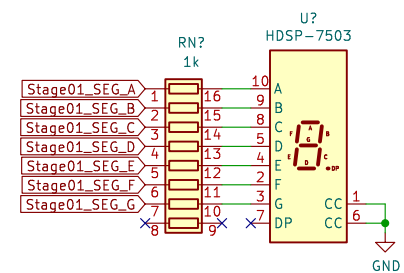 U?
HDSP-7503
RN?
1k
Stage01_SEG_A 1 16 10 A
Stage01_SEG_B 2 15 9 B
Stage01_SEG_C 3 14 8 C
Stage01_SEG_D 4 13 5 D
Stage01_SEG_E 5 12 4 E
Stage01_SEG_F 6 11 2 F
Stage01_SEG_G 7 10 3 G CC 1
8 9 7 DP CC 6
A
F B
G
E C
D DP
GND